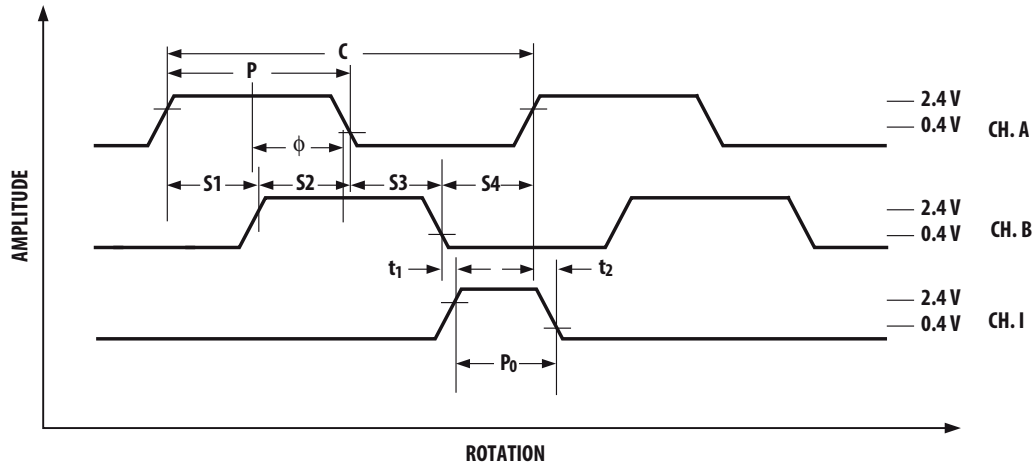 C
P
2.4 V
0.4 V
CH. A
ϕ
S1
S2
S3
S4
AMPLITUDE
2.4 V
0.4 V
CH. B
t1
t2
2.4 V
0.4 V
CH. I
P0
ROTATION